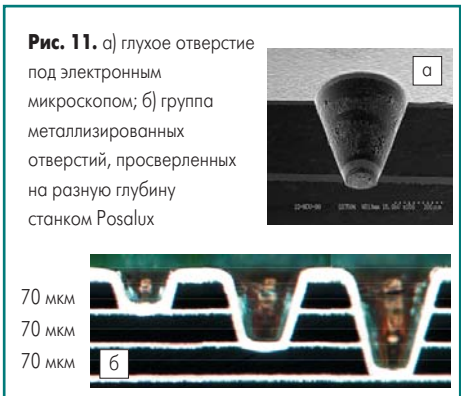 Рис. 11. а) глухое отверстие
под электронным
микроскопом; б) группа
металлизированных
отверстий, просверленных
на разную глубину
станком Posalux
а
70 мкм
70 мкм
70 мкм
б